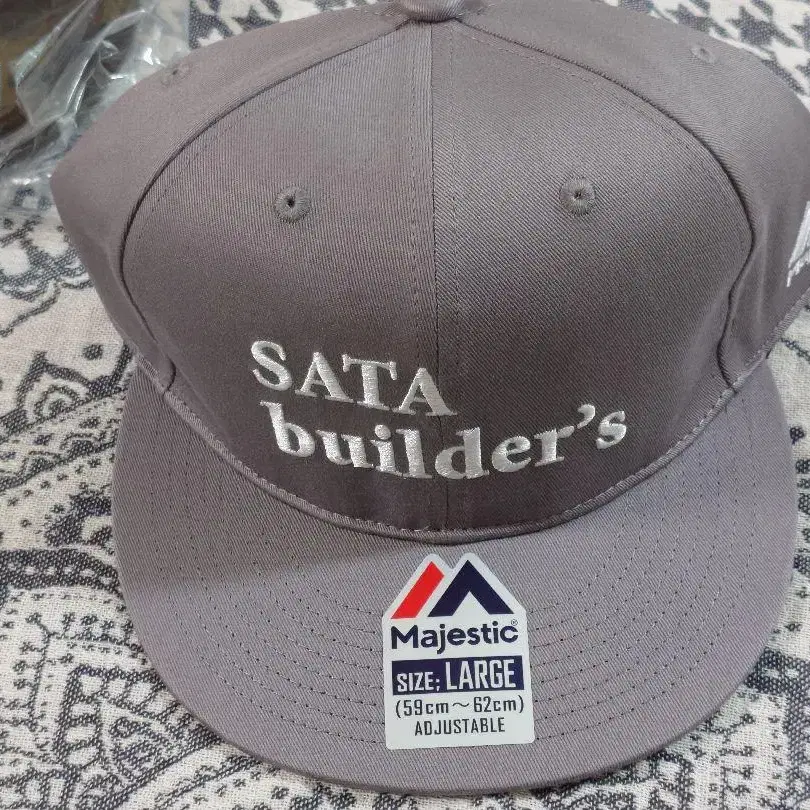 SATA
builder's
Majestic®
SIZE; LARGE
(59cm～62cm)
ADJUSTABLE